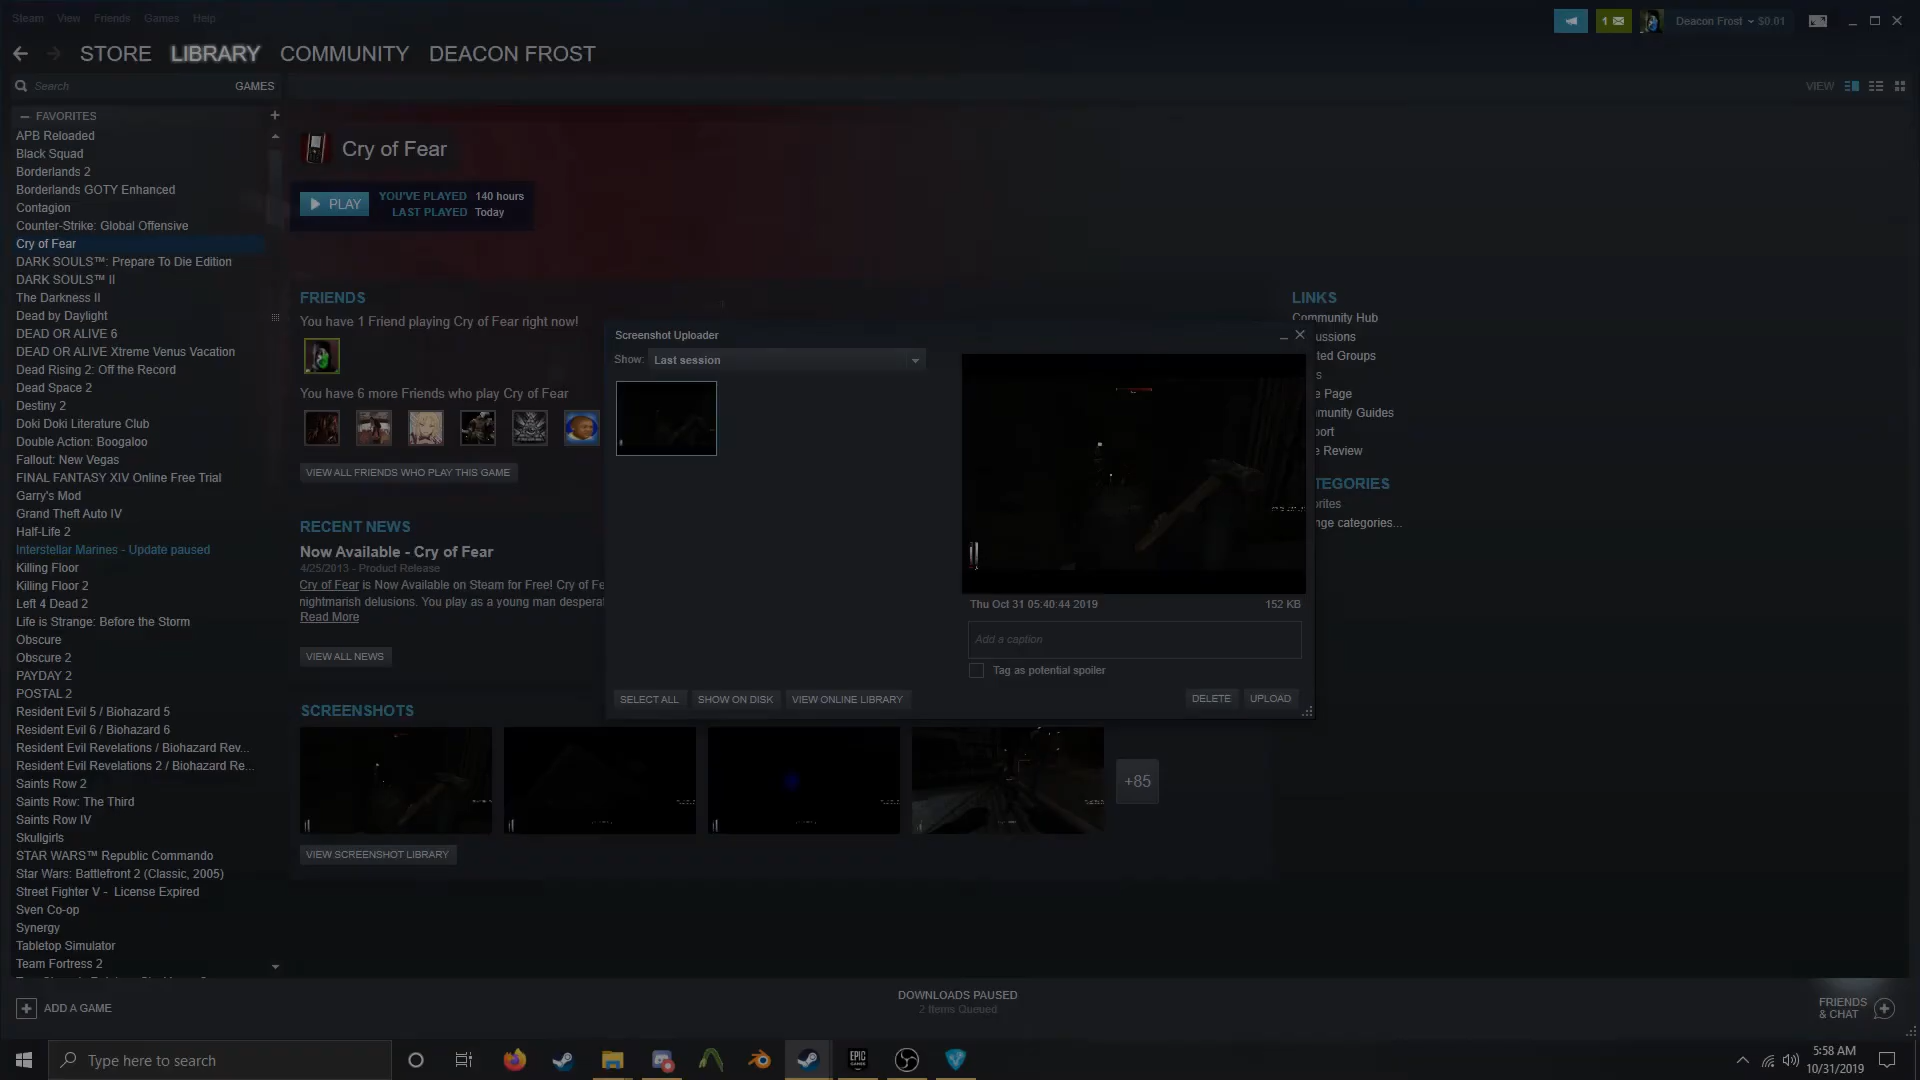 Steam View Friends Games Help
1
Deacon Frost $0.01
STORE LIBRARY COMMUNITY DEACON FROST
Search
GAMES
VIEW
FAVORITES
APB Reloaded
Black Squad
Borderlands 2
Borderlands GOTY Enhanced
Contagion
Counter-Strike: Global Offensive
Cry of Fear
DARK SOULS™: Prepare To Die Edition
DARK SOULS™ II
The Darkness II
Dead by Daylight
DEAD OR ALIVE 6
DEAD OR ALIVE Xtreme Venus Vacation
Dead Rising 2: Off the Record
Dead Space 2
Destiny 2
Doki Doki Literature Club
Double Action: Boogaloo
Fallout: New Vegas
FINAL FANTASY XIV Online Free Trial
Garry's Mod
Grand Theft Auto IV
Half-Life 2
Interstellar Marines - Update paused
Killing Floor
Killing Floor 2
Left 4 Dead 2
Life is Strange: Before the Storm
Obscure
Obscure 2
PAYDAY 2
POSTAL 2
Resident Evil 5 / Biohazard 5
Resident Evil 6 / Biohazard 6
Resident Evil Revelations / Biohazard Rev...
Resident Evil Revelations 2 / Biohazard Re...
Saints Row 2
Saints Row: The Third
Saints Row IV
Skullgirls
STAR WARS™ Republic Commando
Star Wars: Battlefront 2 (Classic, 2005)
Street Fighter V - License Expired
Sven Co-op
Synergy
Tabletop Simulator
Team Fortress 2
ADD A GAME
Cry of Fear
PLAY
YOU'VE PLAYED 140 hours
LAST PLAYED Today
FRIENDS
You have 1 Friend playing Cry of Fear right now!
You have 6 more Friends who play Cry of Fear
VIEW ALL FRIENDS WHO PLAY THIS GAME
RECENT NEWS
Now Available - Cry of Fear
4/25/2013 - Product Release
Cry of Fear is Now Available on Steam for Free! Cry of Fe
nightmarish delusions. You play as a young man desperat
Read More
VIEW ALL NEWS
SCREENSHOTS
+85
VIEW SCREENSHOT LIBRARY
Screenshot Uploader
Show: Last session
Thu Oct 31 05:40:44 2019
152 KB
Add a caption
Tag as potential spoiler
SELECT ALL
SHOW ON DISK
VIEW ONLINE LIBRARY
DELETE
UPLOAD
LINKS
Community Hub
ussions
ted Groups
s
e Page
munity Guides
port
e Review
TEGORIES
orites
nge categories...
DOWNLOADS PAUSED
2 Items Queued
FRIENDS
& CHAT
Type here to search
EPIC
GAMES
5:58 AM
10/31/2019